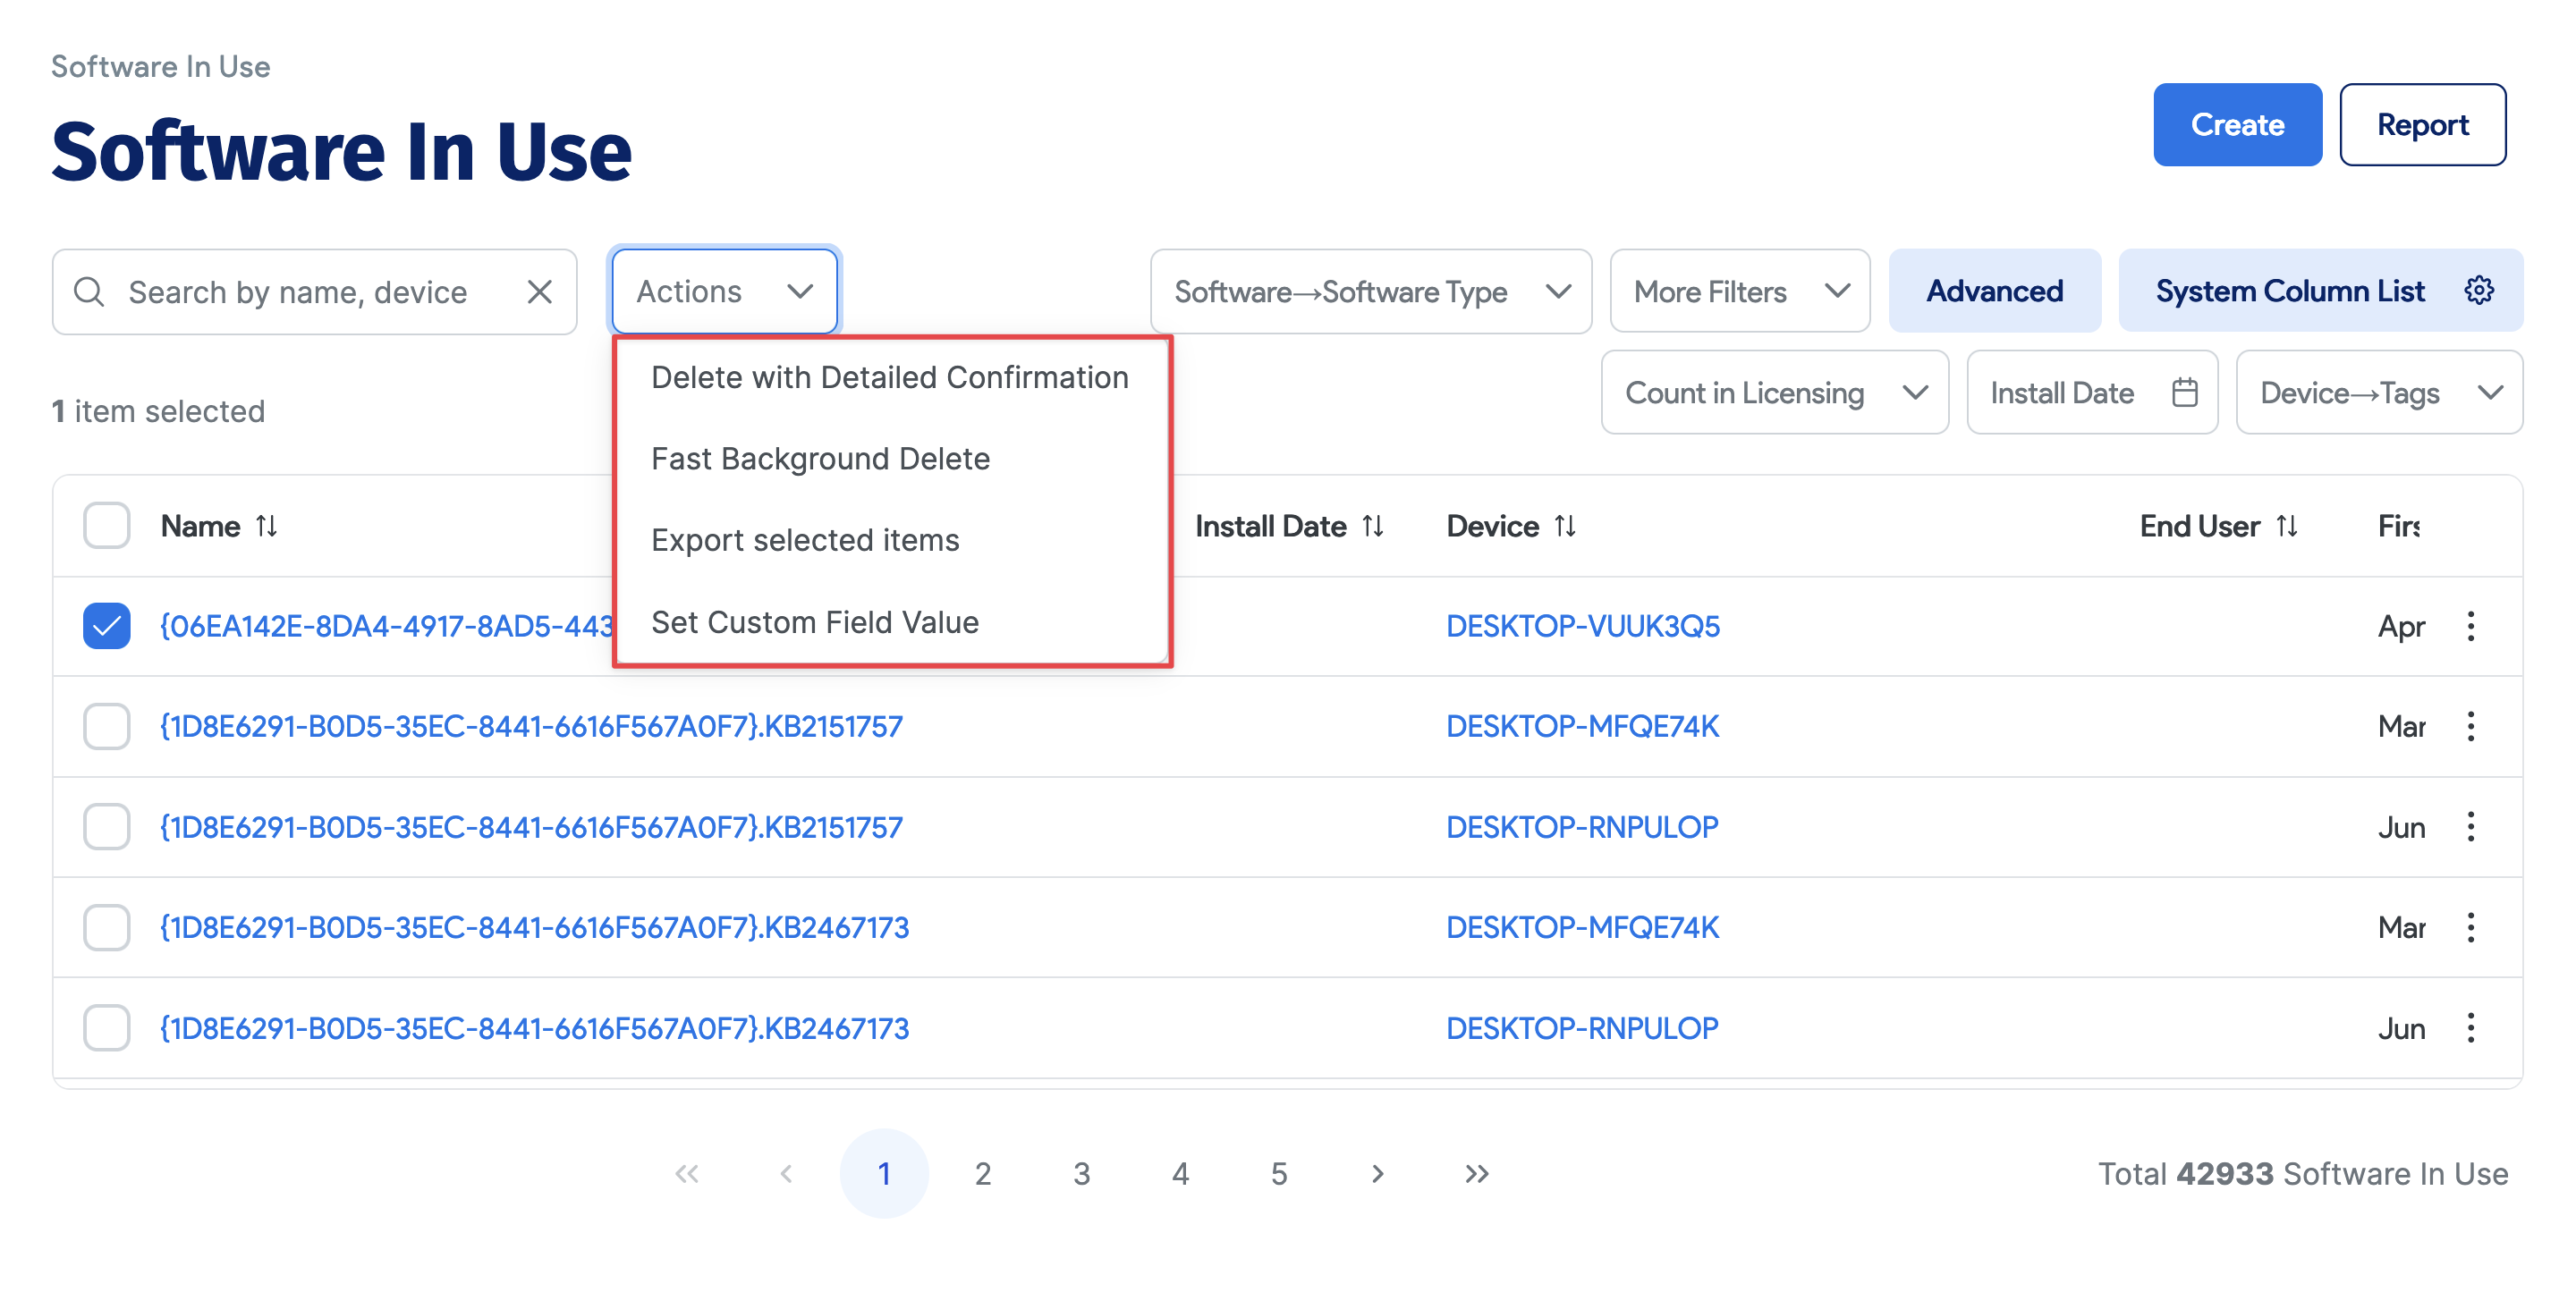 Software In Use
Software In Use
Create
Report
Search by name, device
Actions
Software→Software Type
More Filters
Advanced
System Column List
Delete with Detailed Confirmation
Fast Background Delete
Export selected items
Set Custom Field Value
Count in Licensing
Install Date
Device→Tags
1 item selected
Name
Install Date
Device
End User
Firs
{06EA142E-8DA4-4917-8AD5-443
DESKTOP-VUUK3Q5
Apr
{1D8E6291-B0D5-35EC-8441-6616F567A0F7}.KB2151757
DESKTOP-MFQE74K
Mar
{1D8E6291-B0D5-35EC-8441-6616F567A0F7}.KB2151757
DESKTOP-RNPULOP
Jun
{1D8E6291-B0D5-35EC-8441-6616F567A0F7}.KB2467173
DESKTOP-MFQE74K
Mar
{1D8E6291-B0D5-35EC-8441-6616F567A0F7}.KB2467173
DESKTOP-RNPULOP
Jun
1 2 3 4 5
Total 42933 Software In Use